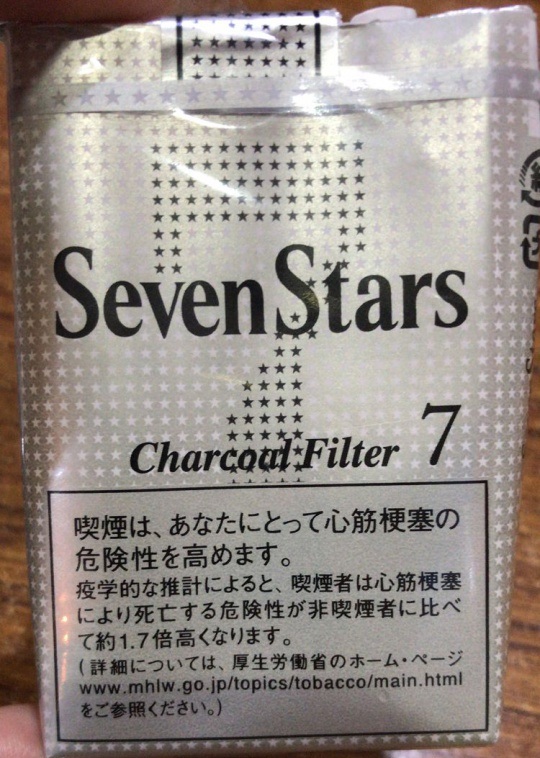 Seven Stars
Charcoal Filter 7
喫煙は、あなたにとって心筋梗塞の
危険性を高めます。
疫学的な推計によると、喫煙者は心筋梗塞
により死亡する危険性が非喫煙者に比べ
て約1.7倍高くなります。
(詳細については、厚生労働省のホーム・ページ
www.mhlw.go.jp/topics/tobacco/main.html
をご参照ください。)